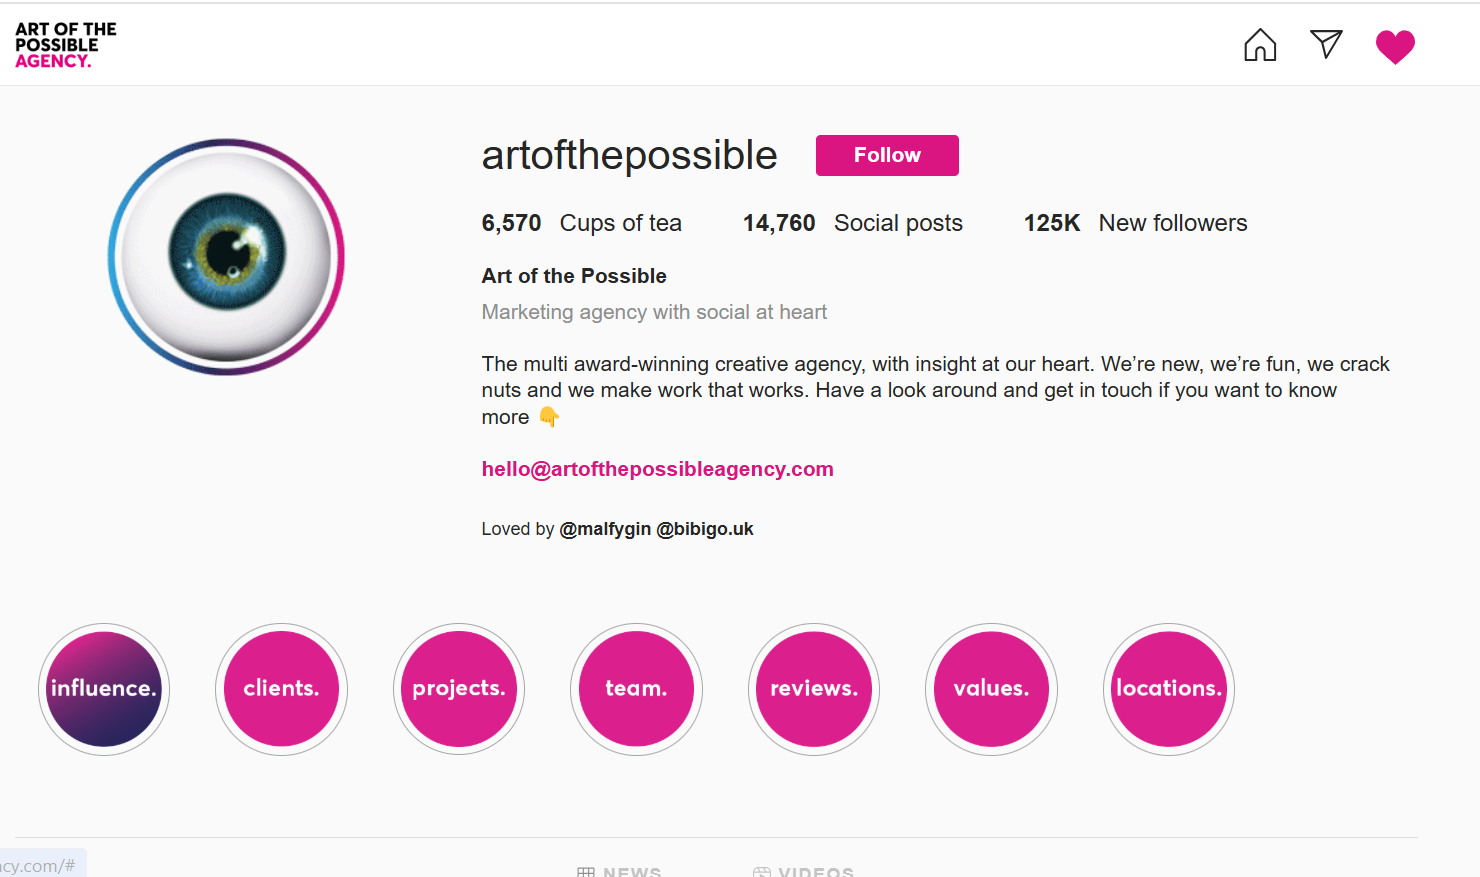 ART OF THE
POSSIBLE
AGENCY.
artofthepossible
Follow
6,570 Cups of tea 14,760 Social posts 125K New followers
Art of the Possible
Marketing agency with social at heart
The multi award-winning creative agency, with insight at our heart. We’re new, we’re fun, we crack
nuts and we make work that works. Have a look around and get in touch if you want to know
more 👇
hello@artofthepossibleagency.com
Loved by @malfygin @bibigo.uk
influence. clients. projects. team. reviews. values. locations.
NEWS VIDEOS
cy.com/#